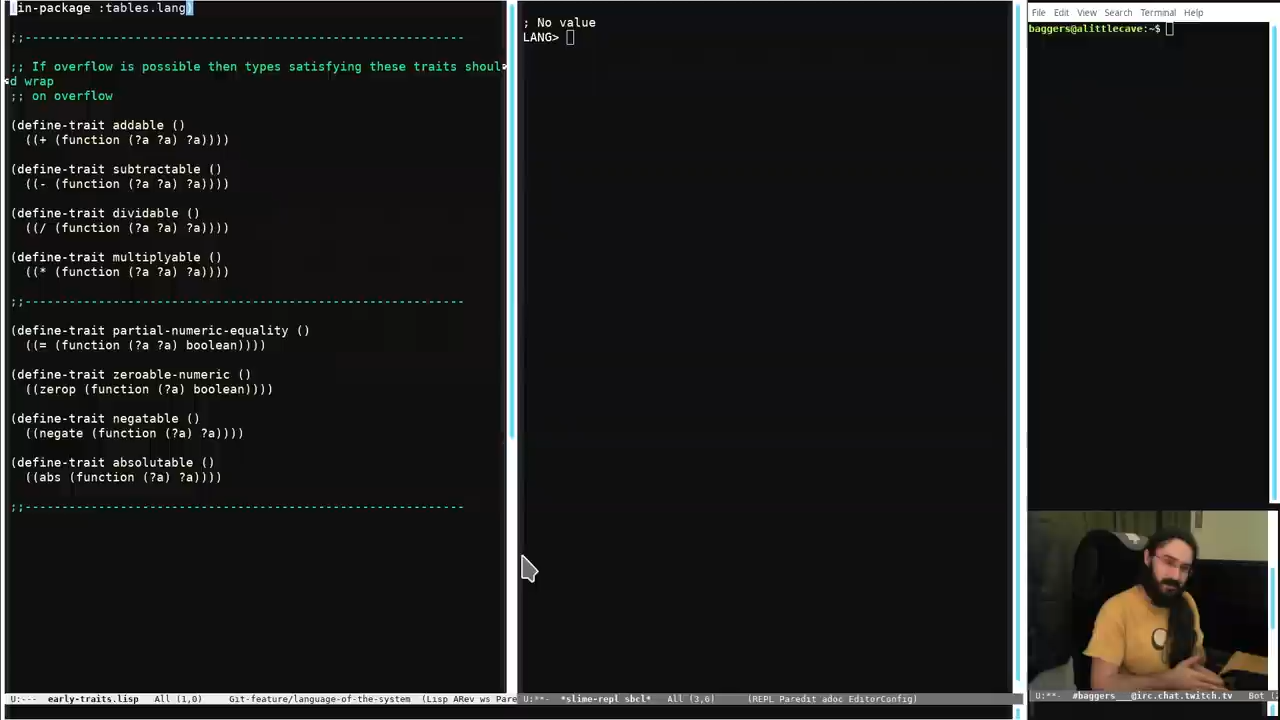 (in-package :tables.lang)
;;------------------------------------------------------------
;; If overflow is possible then types satisfying these traits shoul
d wrap
;; on overflow
(define-trait addable ()
  ((+ (function (?a ?a) ?a))))
(define-trait subtractable ()
  ((- (function (?a ?a) ?a))))
(define-trait dividable ()
  ((/ (function (?a ?a) ?a))))
(define-trait multiplyable ()
  ((* (function (?a ?a) ?a))))
;;------------------------------------------------------------
(define-trait partial-numeric-equality ()
  ((= (function (?a ?a) boolean))))
(define-trait zeroable-numeric ()
  ((zerop (function (?a) boolean))))
(define-trait negatable ()
  ((negate (function (?a) ?a))))
(define-trait absolutable ()
  ((abs (function (?a) ?a))))
;;------------------------------------------------------------
U:--- early-traits.lisp All (1,0) Git-feature/language-of-the-system (Lisp ARev ws Pare
; No value
LANG>
U:**- *slime-repl sbcl* All (3,6) (REPL Paredit adoc EditorConfig)
File Edit View Search Terminal Help
baggers@alittlecave:~$
U:**- #baggers___@irc.chat.twitch.tv Bot (